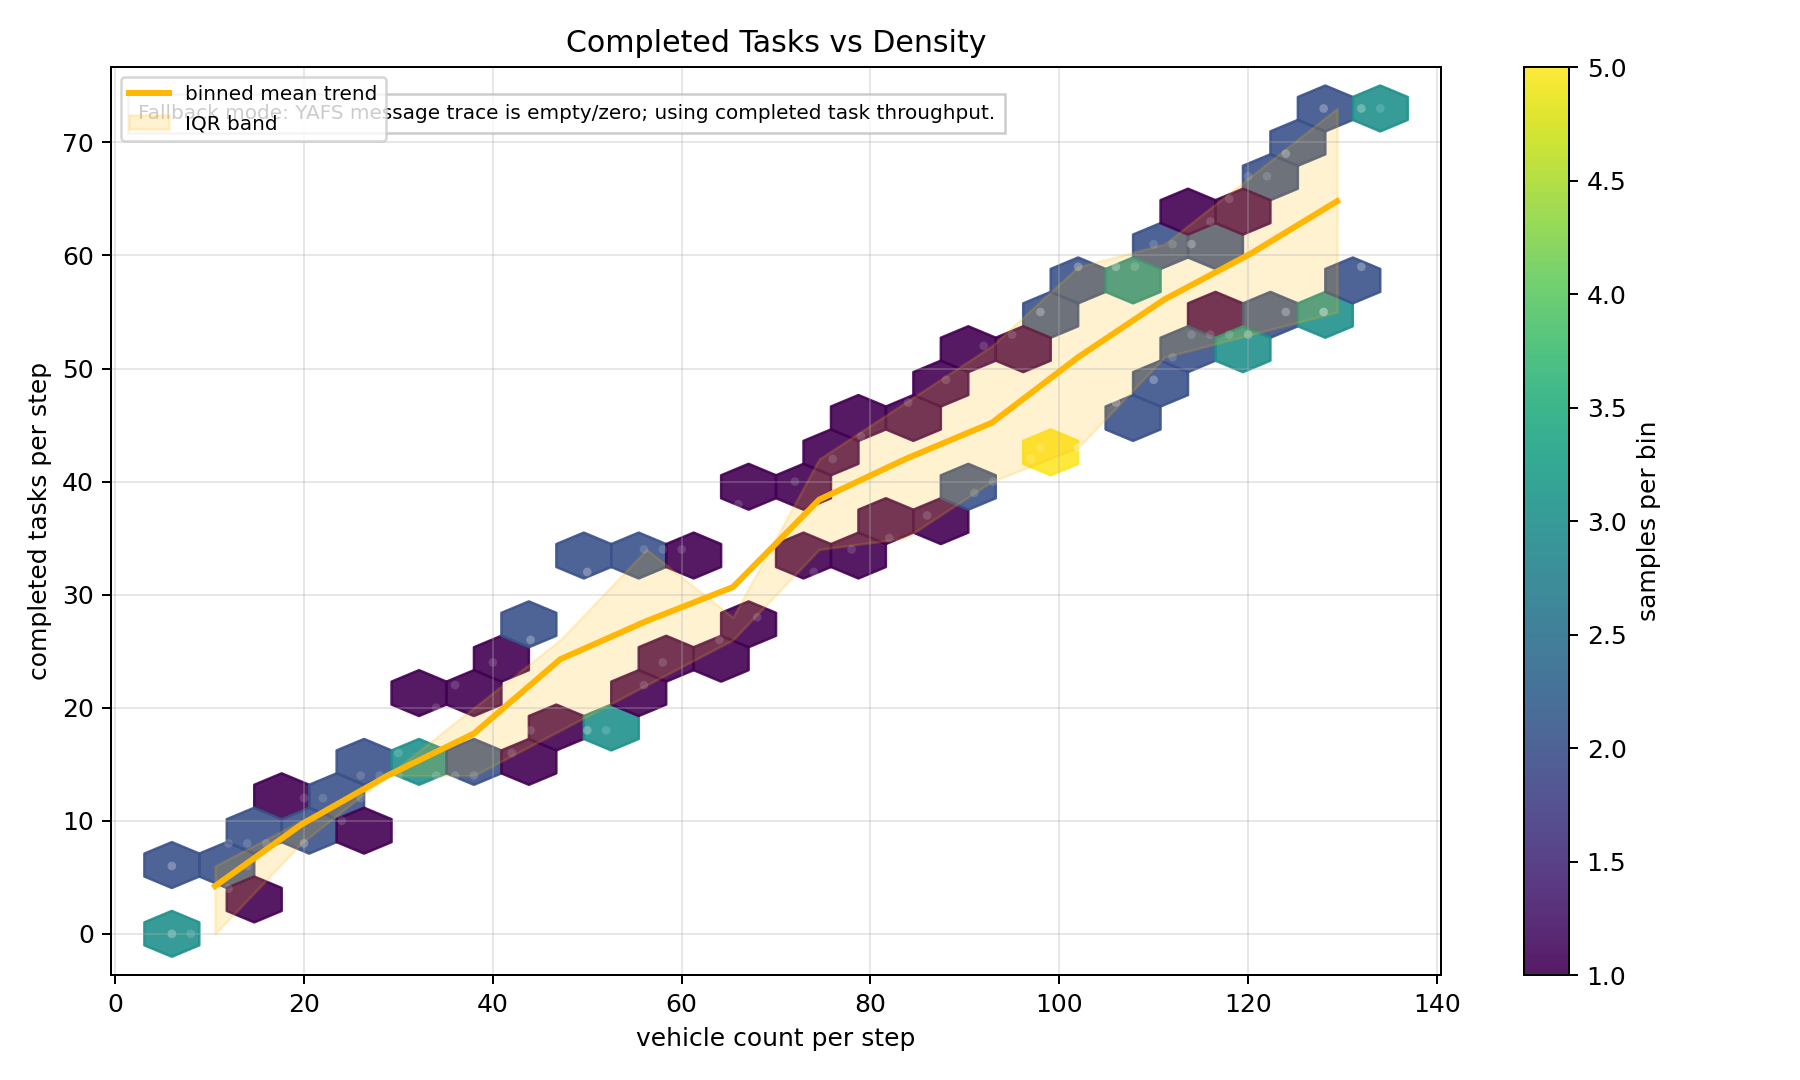 Completed Tasks vs Density
binned mean trend
Fallback mode: YAFS message trace is empty/zero; using completed task throughput.
IQR band
completed tasks per step
70
60
50
40
30
20
10
0
0 20 40 60 80 100 120 140
vehicle count per step
5.0
4.5
4.0
3.5
3.0
2.5
2.0
1.5
1.0
samples per bin